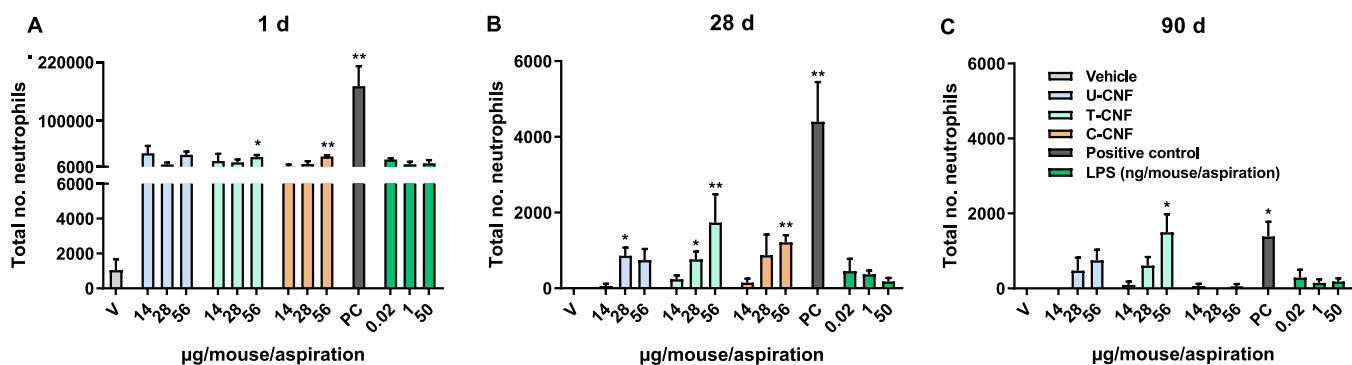 A
1 d
Total no. neutrophils
220000
100000
6000
6000
4000
2000
0
**
*
**
V
14
28
56
14
28
56
14
28
56
PC
0.02
1
50
µg/mouse/aspiration
B
28 d
Total no. neutrophils
6000
4000
2000
0
*
*
**
**
**
V
14
28
56
14
28
56
14
28
56
PC
0.02
1
50
µg/mouse/aspiration
C
90 d
Total no. neutrophils
6000
4000
2000
0
Vehicle
U-CNF
T-CNF
C-CNF
Positive control
LPS (ng/mouse/aspiration)
*
*
V
14
28
56
14
28
56
14
28
56
PC
0.02
1
50
µg/mouse/aspiration